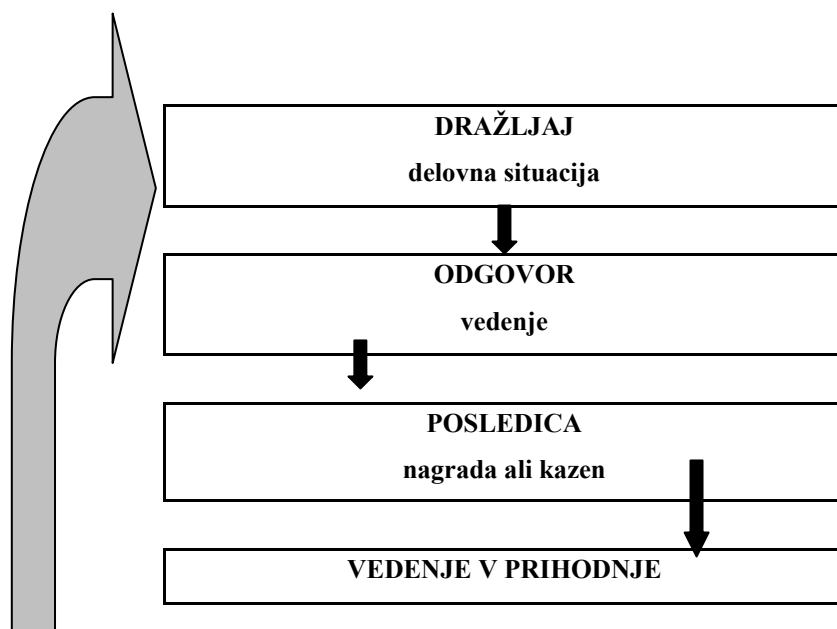 DRAŽLJAJ
delovna situacija
ODGOVOR
vedenje
POSLEDICA
nagrada ali kazen
VEDENJE V PRIHODNJE